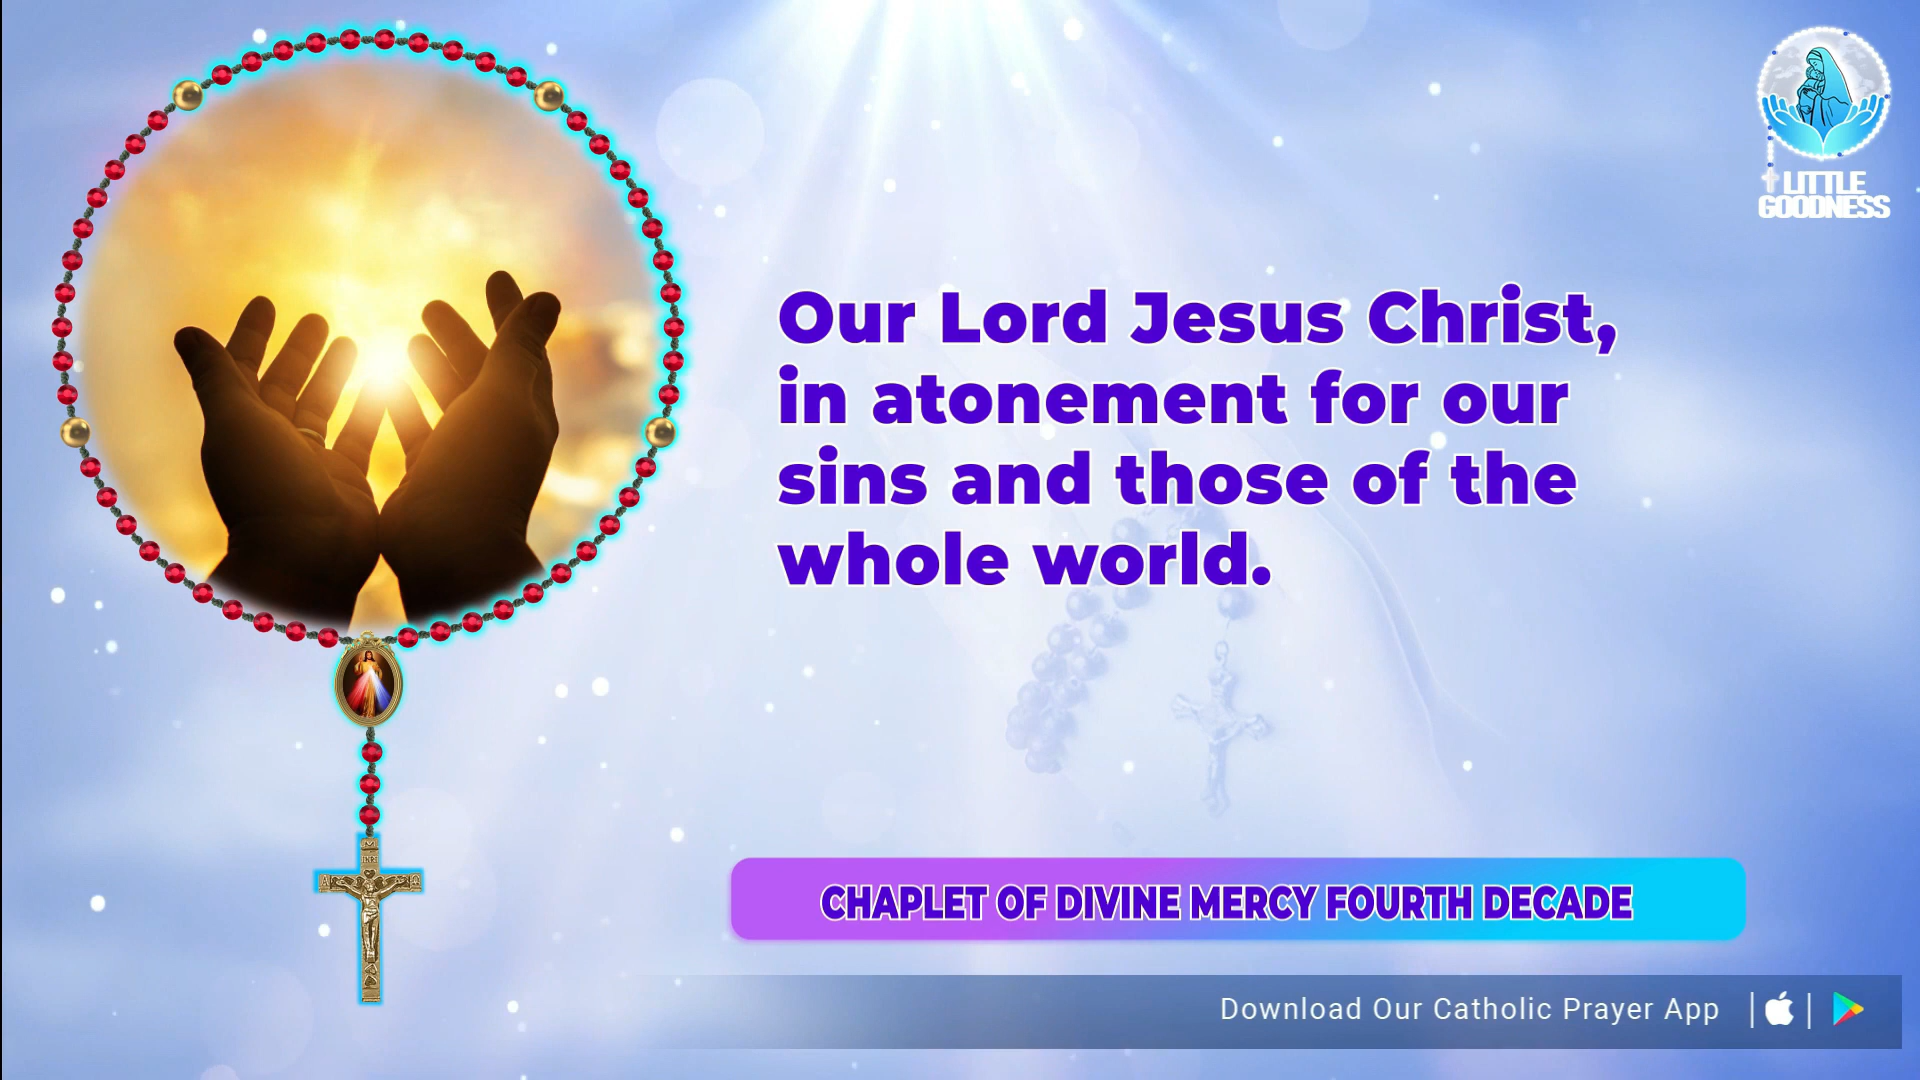 LITTLE
GOODNESS
Our Lord Jesus Christ,
in atonement for our
sins and those of the
whole world.
INRI
CHAPLET OF DIVINE MERCY FOURTH DECADE
Download Our Catholic Prayer App